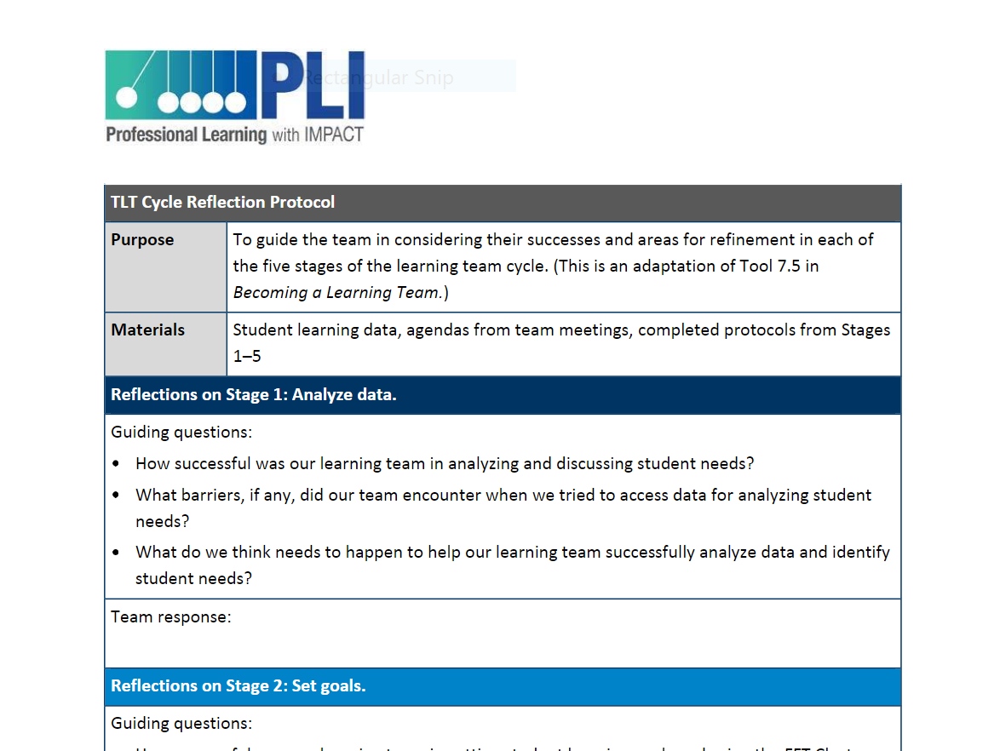 PLI
Rectangular Snip
Professional Learning with IMPACT
TLT Cycle Reflection Protocol
Purpose
To guide the team in considering their successes and areas for refinement in each of
the five stages of the learning team cycle. (This is an adaptation of Tool 7.5 in
Becoming a Learning Team.)
Materials
Student learning data, agendas from team meetings, completed protocols from Stages
1–5
Reflections on Stage 1: Analyze data.
Guiding questions:
• How successful was our learning team in analyzing and discussing student needs?
• What barriers, if any, did our team encounter when we tried to access data for analyzing student
needs?
• What do we think needs to happen to help our learning team successfully analyze data and identify
student needs?
Team response:
Reflections on Stage 2: Set goals.
Guiding questions: